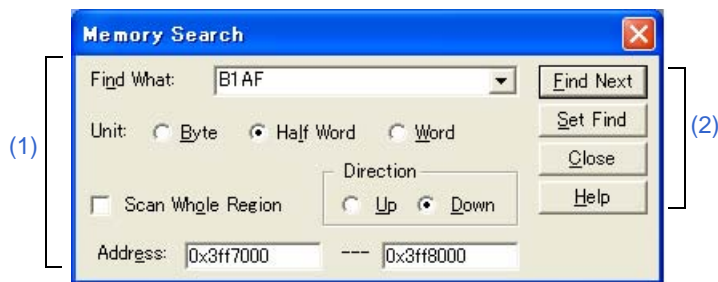 Memory Search
Find What: B1AF Find Next
Unit: Byte Half Word Word Set Find
(1) (2)
Direction Close
Scan Whole Region Up Down Help
Address: 0x3ff7000 --- 0x3ff8000